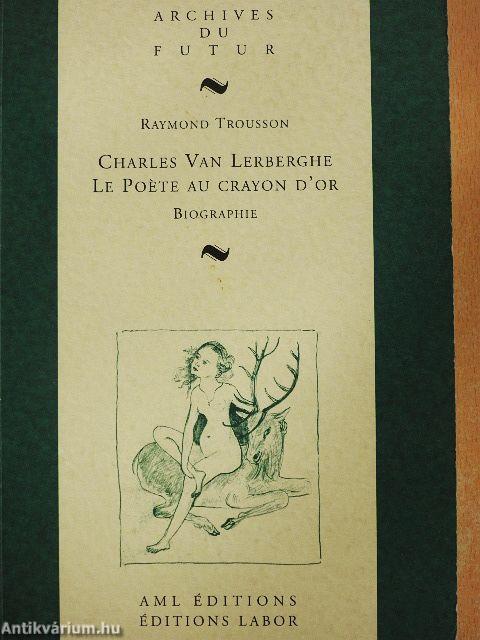 ARCHIVES
DU
FUTUR
RAYMOND TROUSSON
CHARLES VAN LERBERGHE
LE POÈTE AU CRAYON D'OR
BIOGRAPHIE
AML ÉDITIONS
ÉDITIONS LABOR
Antikvárium.hu